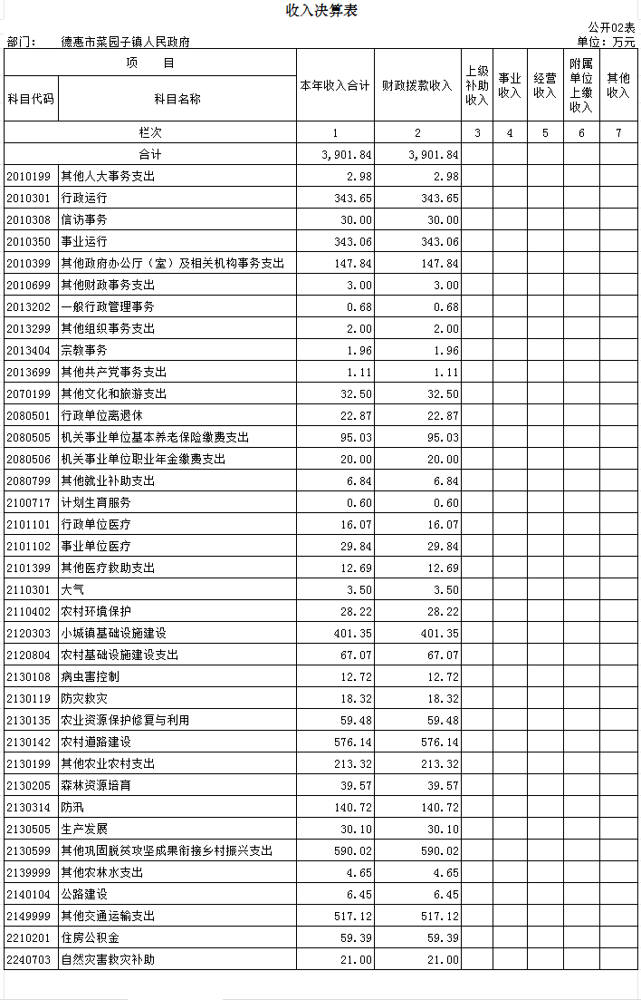 收入决算表
公开02表
部门： 德惠市菜园子镇人民政府 单位：万元
项 目 本年收入合计 财政拨款收入 上级补助收入 事业收入 经营收入 附属单位上缴收入 其他收入
科目代码 科目名称
栏次 1 2 3 4 5 6 7
合计 3,901.84 3,901.84
2010199 其他人大事务支出 2.98 2.98
2010301 行政运行 343.65 343.65
2010308 信访事务 30.00 30.00
2010350 事业运行 343.06 343.06
2010399 其他政府办公厅（室）及相关机构事务支出 147.84 147.84
2010699 其他财政事务支出 3.00 3.00
2013202 一般行政管理事务 0.68 0.68
2013299 其他组织事务支出 2.00 2.00
2013404 宗教事务 1.96 1.96
2013699 其他共产党事务支出 1.11 1.11
2070199 其他文化和旅游支出 32.50 32.50
2080501 行政单位离退休 22.87 22.87
2080505 机关事业单位基本养老保险缴费支出 95.03 95.03
2080506 机关事业单位职业年金缴费支出 20.00 20.00
2080799 其他就业补助支出 6.84 6.84
2100717 计划生育服务 0.60 0.60
2101101 行政单位医疗 16.07 16.07
2101102 事业单位医疗 29.84 29.84
2101399 其他医疗救助支出 12.69 12.69
2110301 大气 3.50 3.50
2110402 农村环境保护 28.22 28.22
2120303 小城镇基础设施建设 401.35 401.35
2120804 农村基础设施建设支出 67.07 67.07
2130108 病虫害控制 12.72 12.72
2130119 防灾救灾 18.32 18.32
2130135 农业资源保护修复与利用 59.48 59.48
2130142 农村道路建设 576.14 576.14
2130199 其他农业农村支出 213.32 213.32
2130205 森林资源培育 39.57 39.57
2130314 防汛 140.72 140.72
2130505 生产发展 30.10 30.10
2130599 其他巩固脱贫攻坚成果衔接乡村振兴支出 590.02 590.02
2139999 其他农林水支出 4.65 4.65
2140104 公路建设 6.45 6.45
2149999 其他交通运输支出 517.12 517.12
2210201 住房公积金 59.39 59.39
2240703 自然灾害救灾补助 21.00 21.00